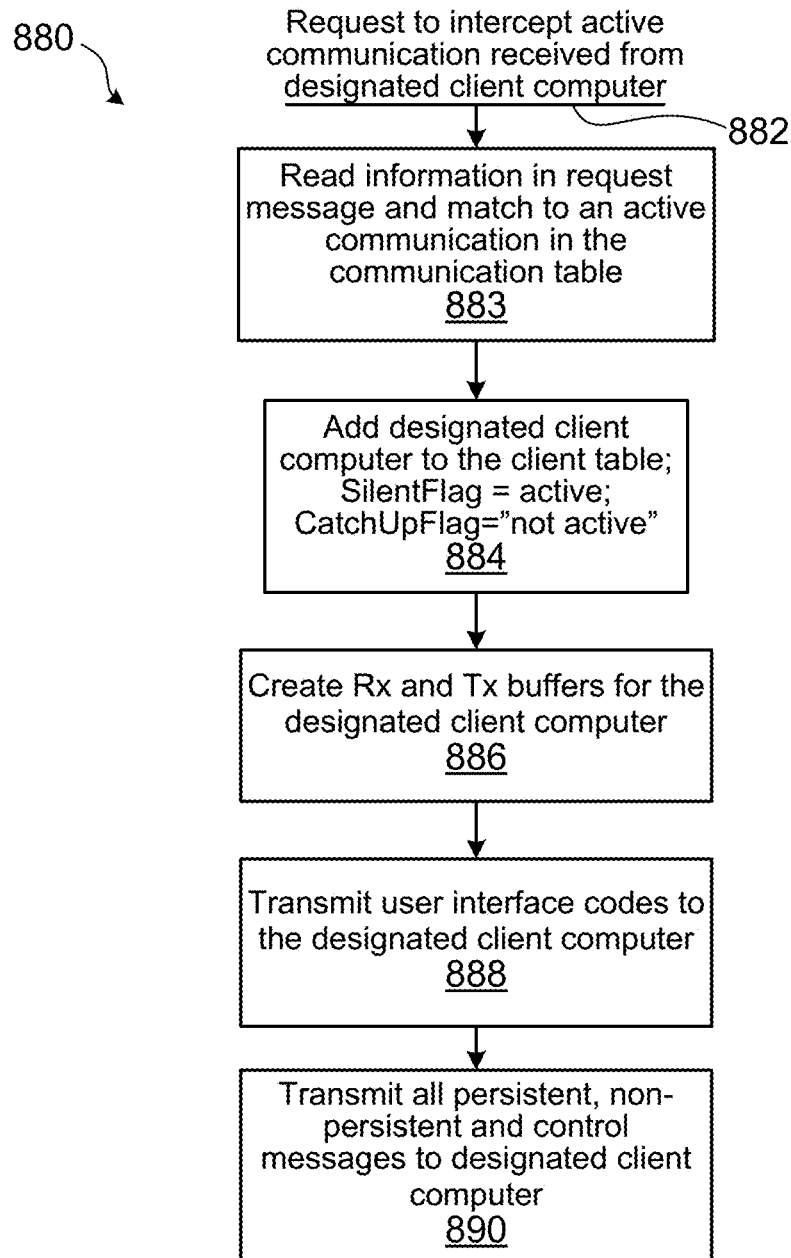 880
Request to intercept active
communication received from
designated client computer
882
Read information in request
message and match to an active
communication in the
communication table
883
Add designated client
computer to the client table;
SilentFlag = active;
CatchUpFlag=”not active”
884
Create Rx and Tx buffers for the
designated client computer
886
Transmit user interface codes to
the designated client computer
888
Transmit all persistent, non-
persistent and control
messages to designated client
computer
890